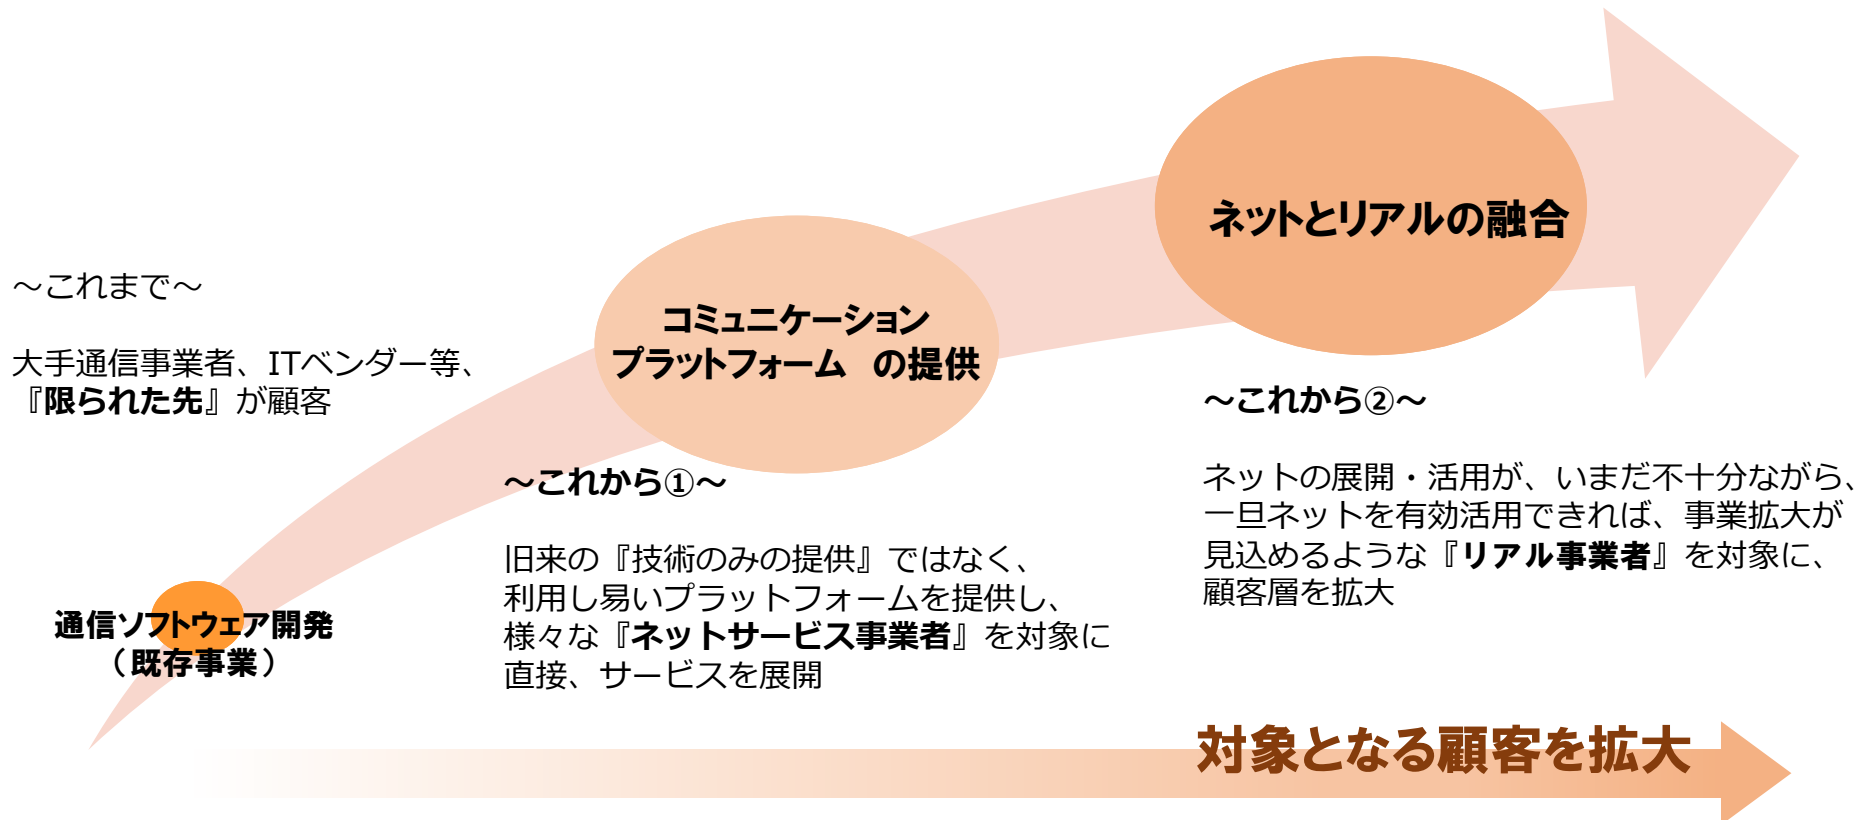 ～これまで～
大手通信事業者、ITベンダー等、
『限られた先』が顧客
通信ソフトウェア開発
（既存事業）
コミュニケーション
プラットフォーム　の提供
～これから①～
旧来の『技術のみの提供』ではなく、
利用し易いプラットフォームを提供し、
様々な『ネットサービス事業者』を対象に
直接、サービスを展開
ネットとリアルの融合
～これから②～
ネットの展開・活用が、いまだ不十分ながら、
一旦ネットを有効活用できれば、事業拡大が
見込めるような『リアル事業者』を対象に、
顧客層を拡大
対象となる顧客を拡大